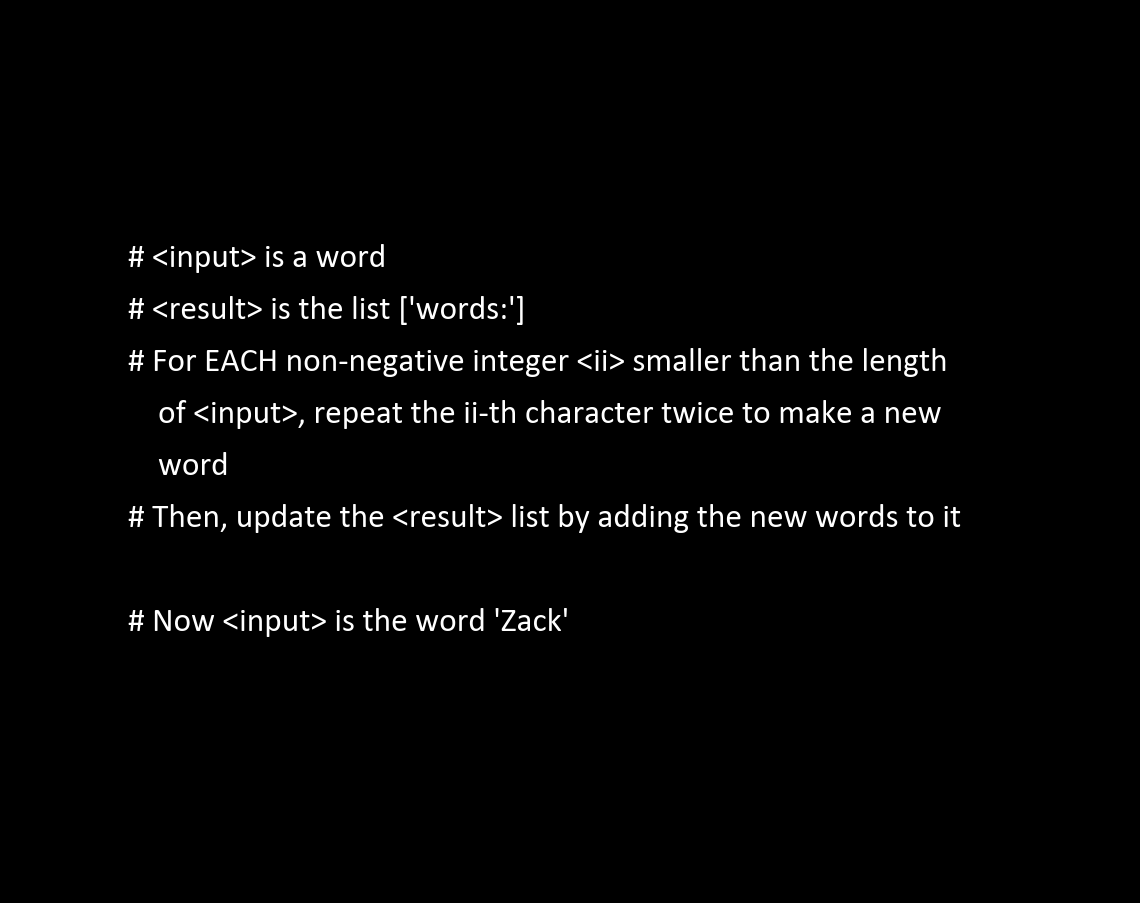 # <input> is a word
# <result> is the list ['words:']
# For EACH non-negative integer <ii> smaller than the length
of <input>, repeat the ii-th character twice to make a new
word
# Then, update the <result> list by adding the new words to it
# Now <input> is the word 'Zack'